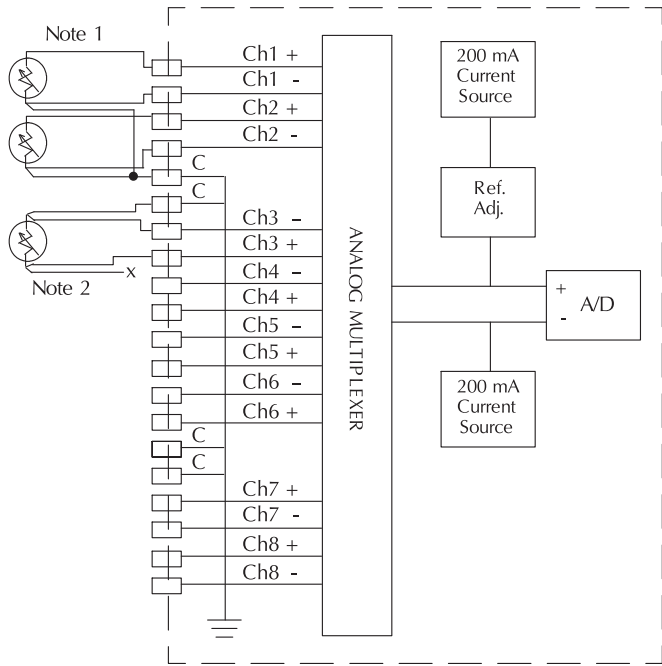 Note 1
Ch1 +
Ch1 -
Ch2 +
Ch2 -
C
C
Ch3 –
Ch3 +
Note 2
x
Ch4 –
Ch4 +
Ch5 –
Ch5 +
Ch6 –
Ch6 +
C
C
Ch7 +
Ch7 -
Ch8 +
Ch8 -
ANALOG MULTIPLEXER
200 mA
Current
Source
Ref.
Adj.
+
-
A/D
200 mA
Current
Source